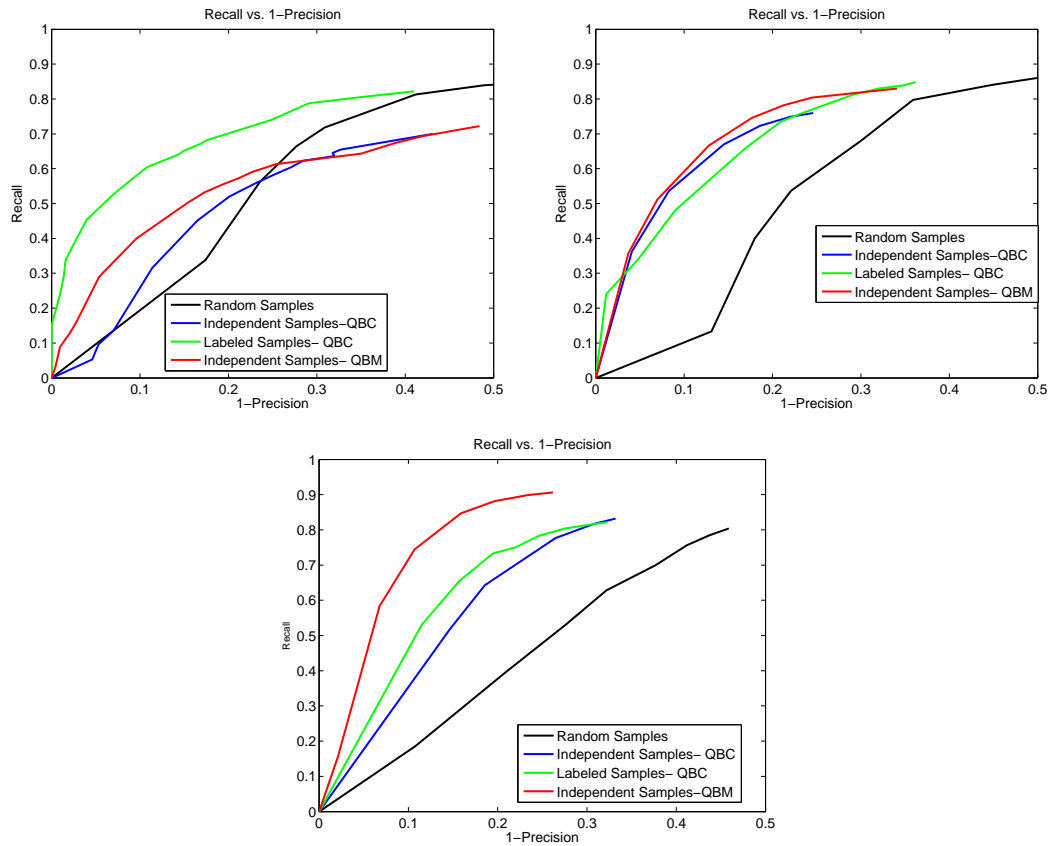 Recall vs. 1−Precision
1
0.9
0.8
0.7
0.6
0.5
0.4
0.3
0.2
0.1
0
Recall
0
0.1
0.2
0.3
0.4
0.5
1−Precision
Random Samples
Independent Samples−QBC
Labeled Samples− QBC
Independent Samples− QBM
Recall vs. 1−Precision
1
0.9
0.8
0.7
0.6
0.5
0.4
0.3
0.2
0.1
0
Recall
0
0.1
0.2
0.3
0.4
0.5
1−Precision
Random Samples
Independent Samples−QBC
Labeled Samples− QBC
Independent Samples− QBM
Recall vs. 1−Precision
1
0.9
0.8
0.7
0.6
0.5
0.4
0.3
0.2
0.1
0
Recall
0
0.1
0.2
0.3
0.4
0.5
1−Precision
Random Samples
Independent Samples− QBC
Labeled Samples− QBC
Independent Samples−QBM